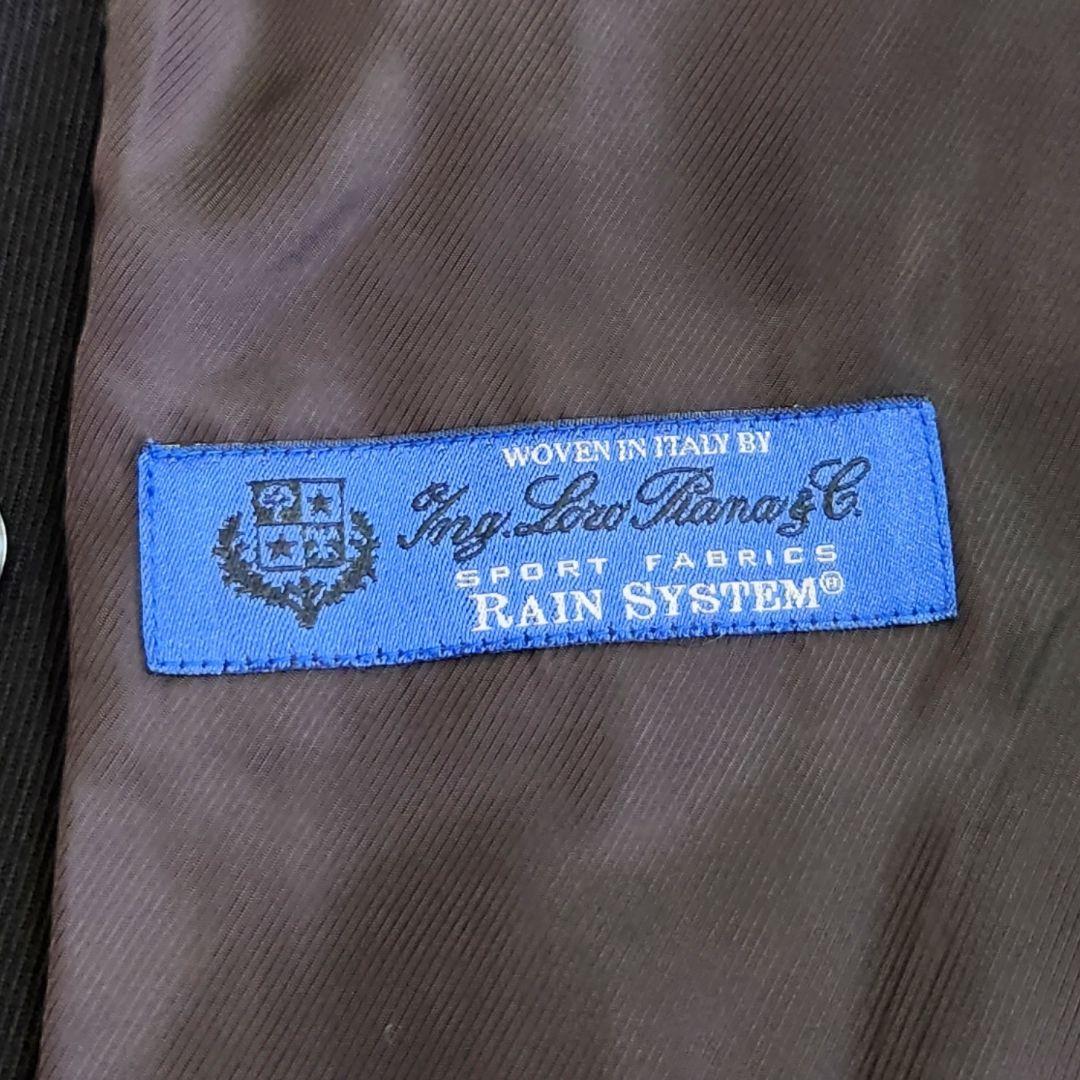 WOVEN IN ITALY BY
Ing. Loro Piana & C.
SPORT FABRICS
RAIN SYSTEM®